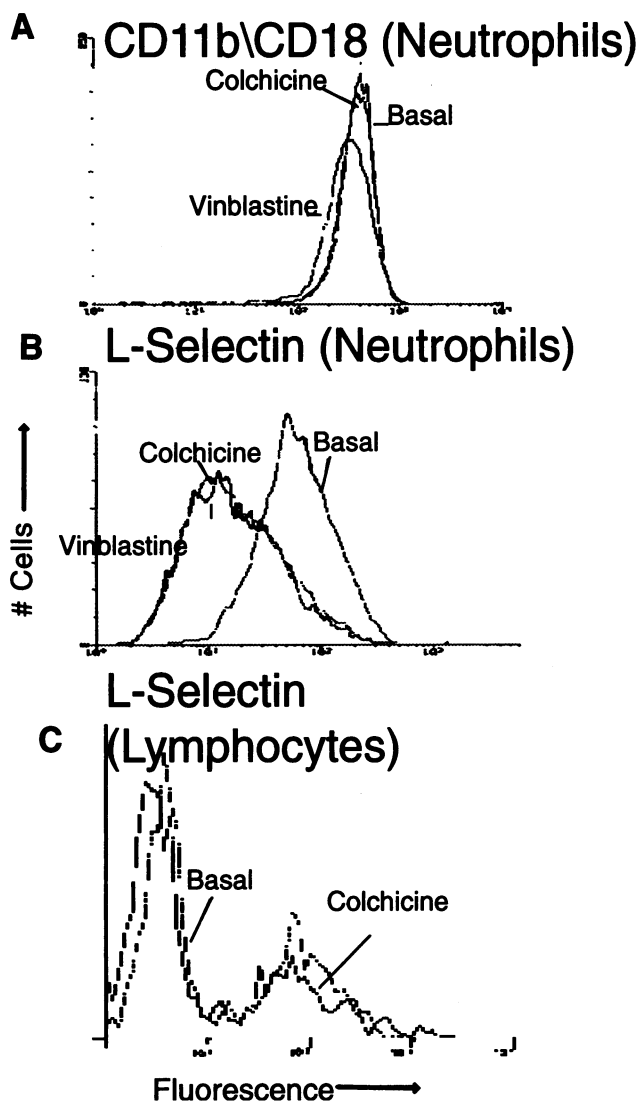 A
CD11b\CD18 (Neutrophils)
Colchicine
Basal
Vinblastine
B
L-Selectin (Neutrophils)
Colchicine
Basal
Vinblastine
# Cells
L-Selectin
C
(Lymphocytes)
Basal
Colchicine
Fluorescence